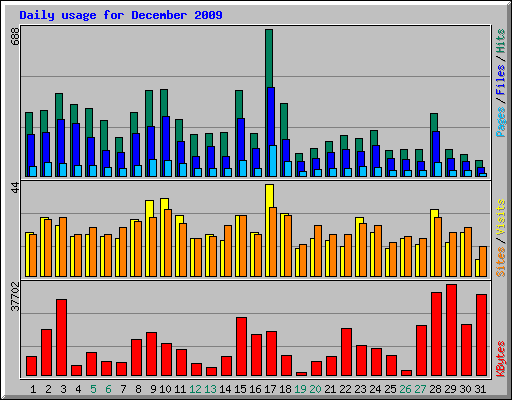 Daily usage for December 2009
688
Pages / Files / Hits
44
Sites / Visits
37702
KBytes
1 2 3 4 5 6 7 8 9 10 11 12 13 14 15 16 17 18 19 20 21 22 23 24 25 26 27 28 29 30 31